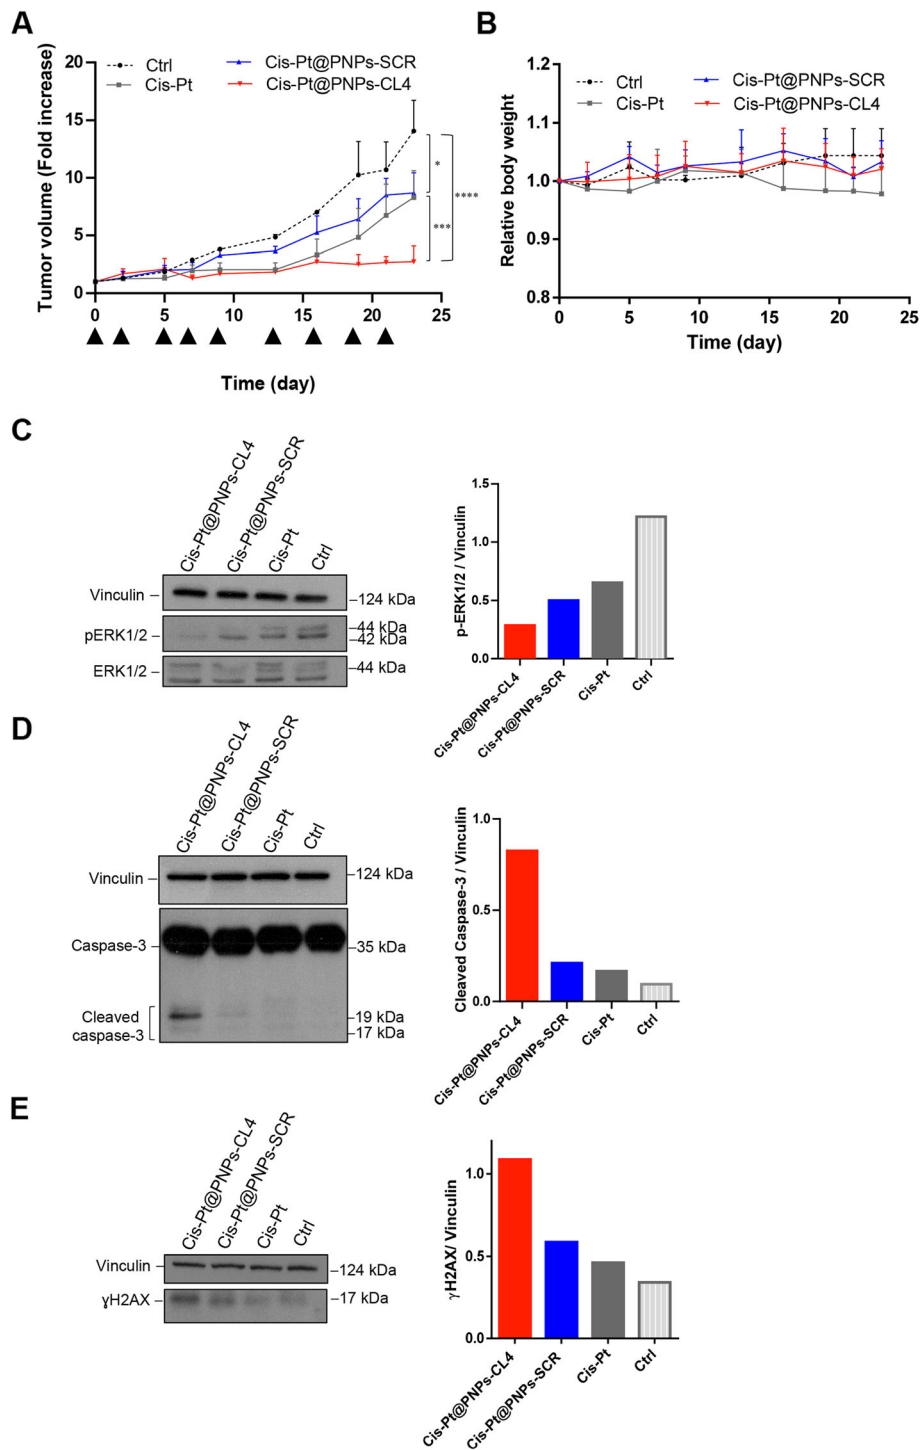 A
B
Ctrl
Cis-Pt
Cis-Pt@PNPs-SCR
Cis-Pt@PNPs-CL4
Tumor volume (Fold increase)
20
15
10
5
0
*
***
****
0 5 10 15 20 25
Time (day)
Ctrl
Cis-Pt
Cis-Pt@PNPs-SCR
Cis-Pt@PNPs-CL4
Relative body weight
1.2
1.1
1.0
0.9
0.8
0 5 10 15 20 25
Time (day)
C
Cis-Pt@PNPs-CL4
Cis-Pt@PNPs-SCR
Cis-Pt
Ctrl
Vinculin
124 kDa
pERK1/2
44 kDa
42 kDa
ERK1/2
44 kDa
p-ERK1/2 / Vinculin
1.5
1.0
0.5
0.0
Cis-Pt@PNPs-CL4
Cis-Pt@PNPs-SCR
Cis-Pt
Ctrl
D
Cis-Pt@PNPs-CL4
Cis-Pt@PNPs-SCR
Cis-Pt
Ctrl
Vinculin
124 kDa
Caspase-3
35 kDa
Cleaved
caspase-3
19 kDa
17 kDa
Cleaved Caspase-3 / Vinculin
1.0
0.5
0.0
Cis-Pt@PNPs-CL4
Cis-Pt@PNPs-SCR
Cis-Pt
Ctrl
E
Cis-Pt@PNPs-CL4
Cis-Pt@PNPs-SCR
Cis-Pt
Ctrl
Vinculin
124 kDa
ɣH2AX
17 kDa
γH2AX/ Vinculin
1.0
0.5
0.0
Cis-Pt@PNPs-CL4
Cis-Pt@PNPs-SCR
Cis-Pt
Ctrl